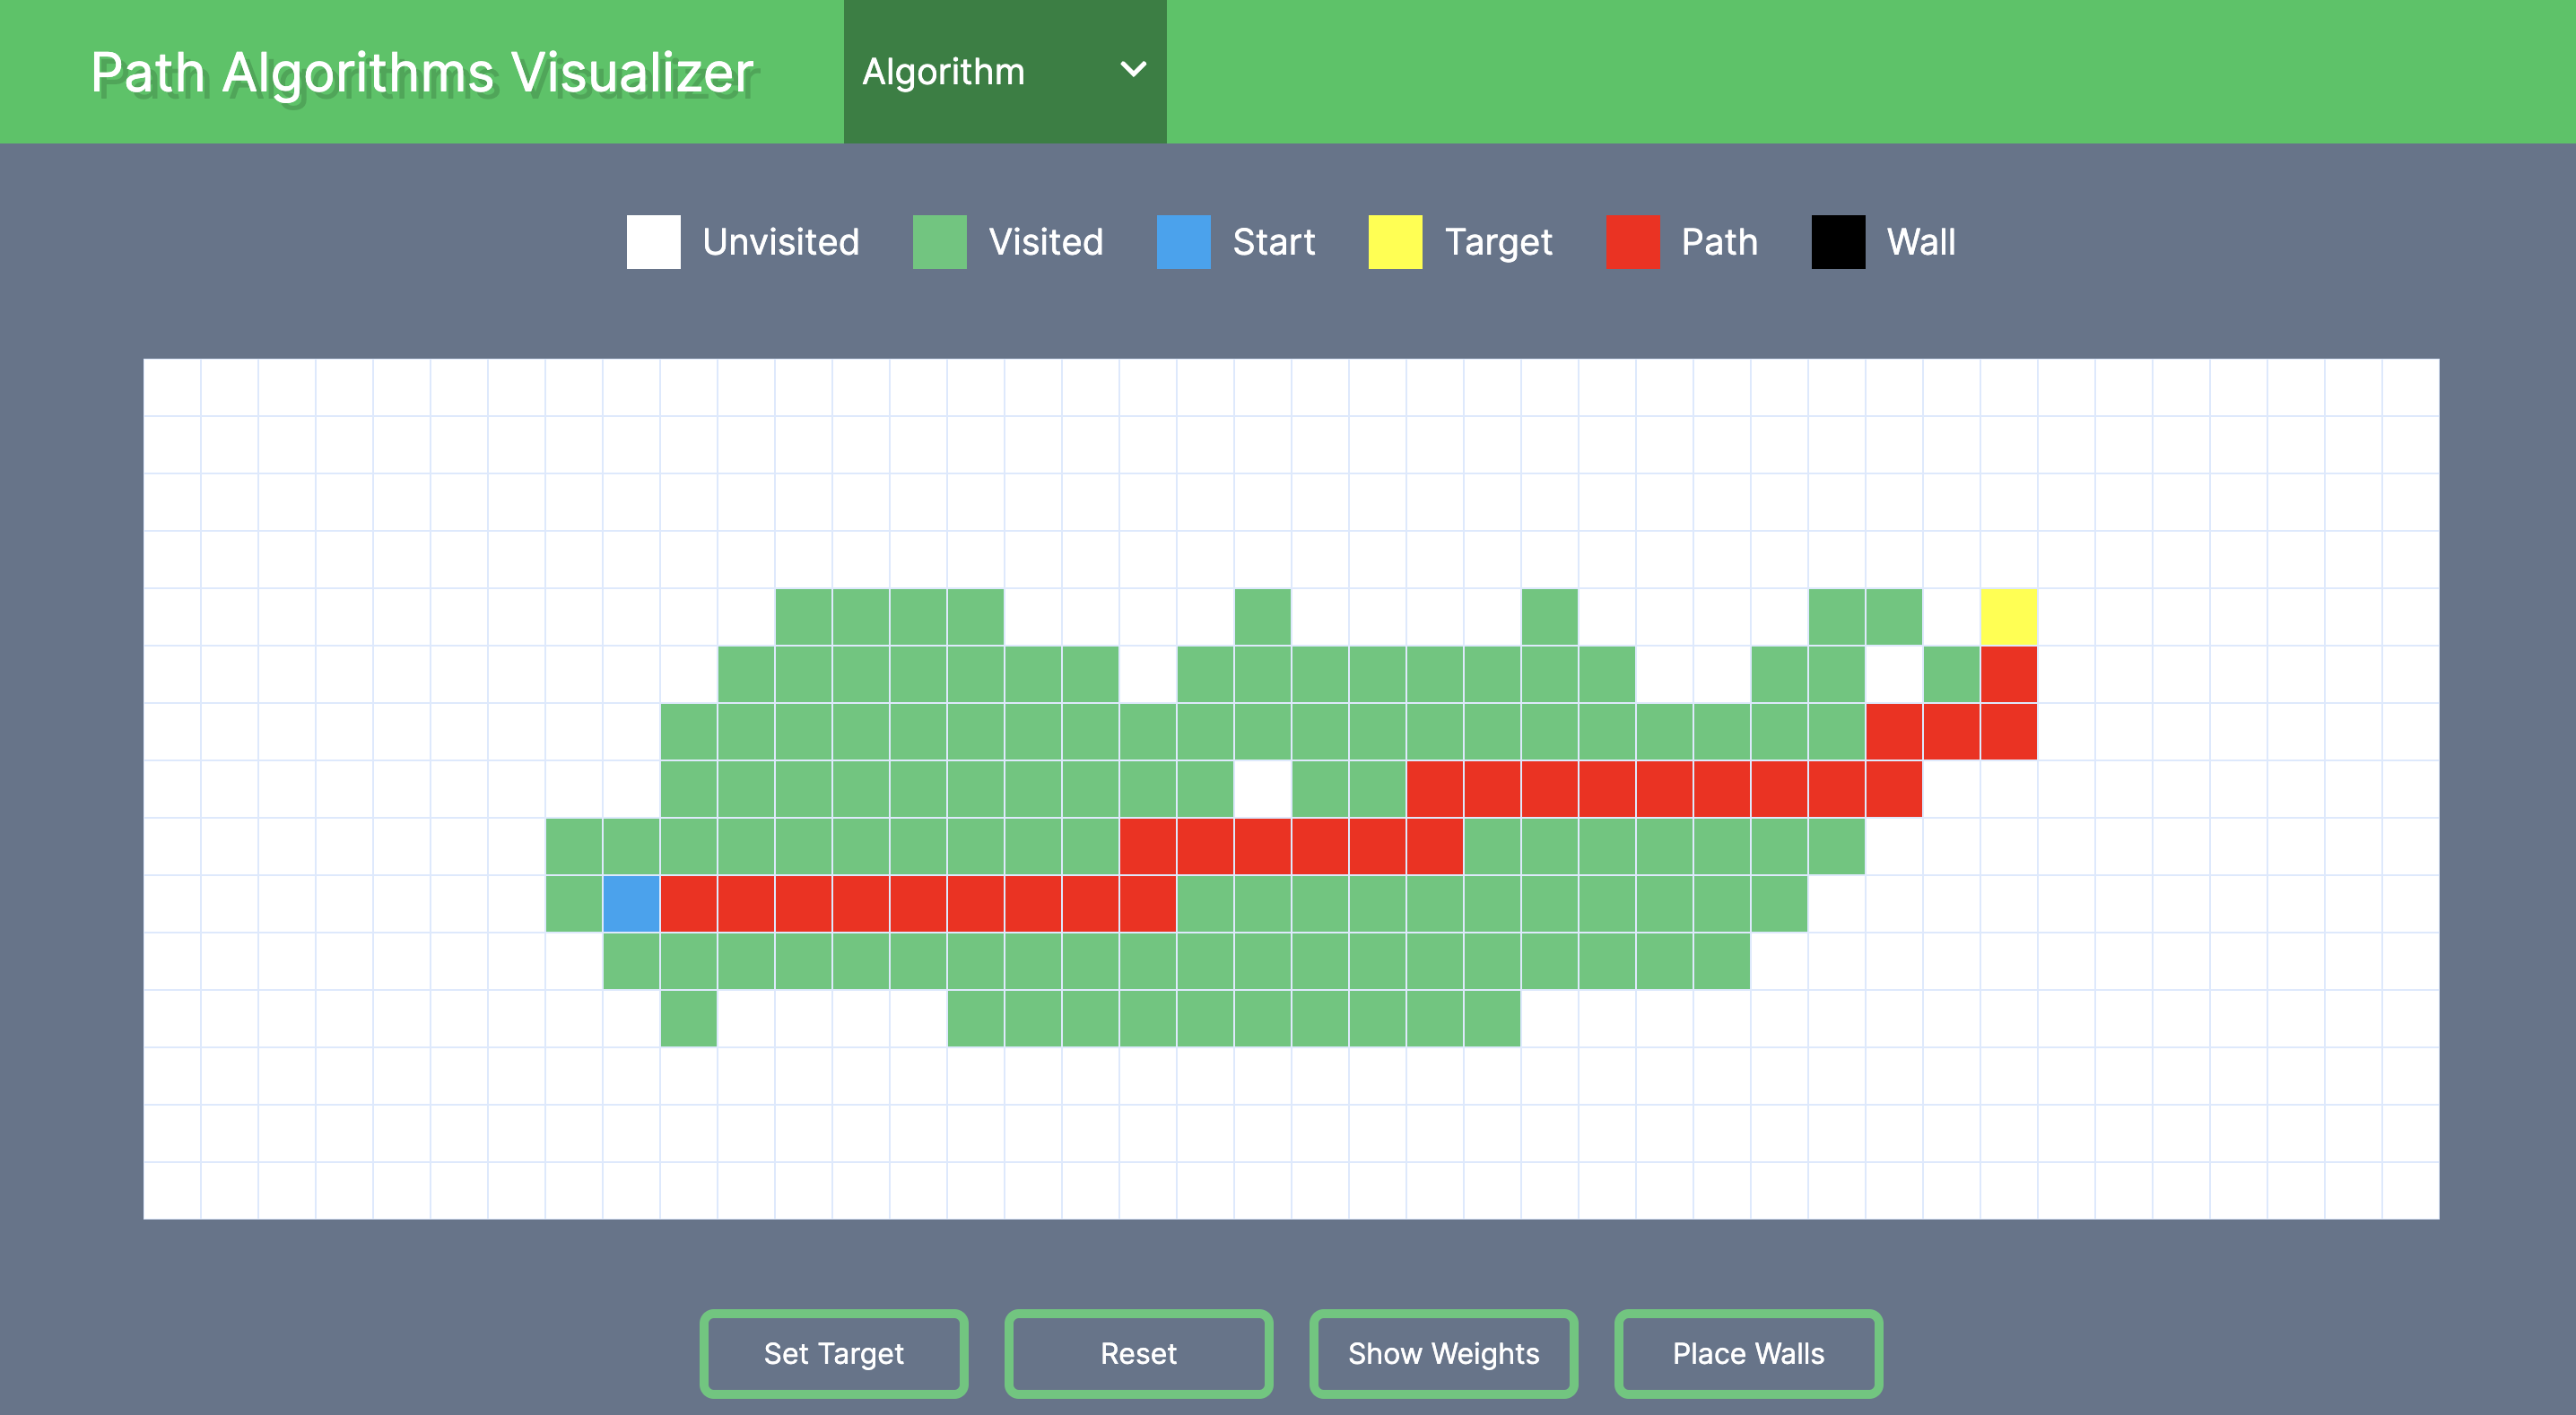 Path Algorithms Visualizer
Algorithm
Unvisited Visited Start Target Path Wall
Set Target Reset Show Weights Place Walls